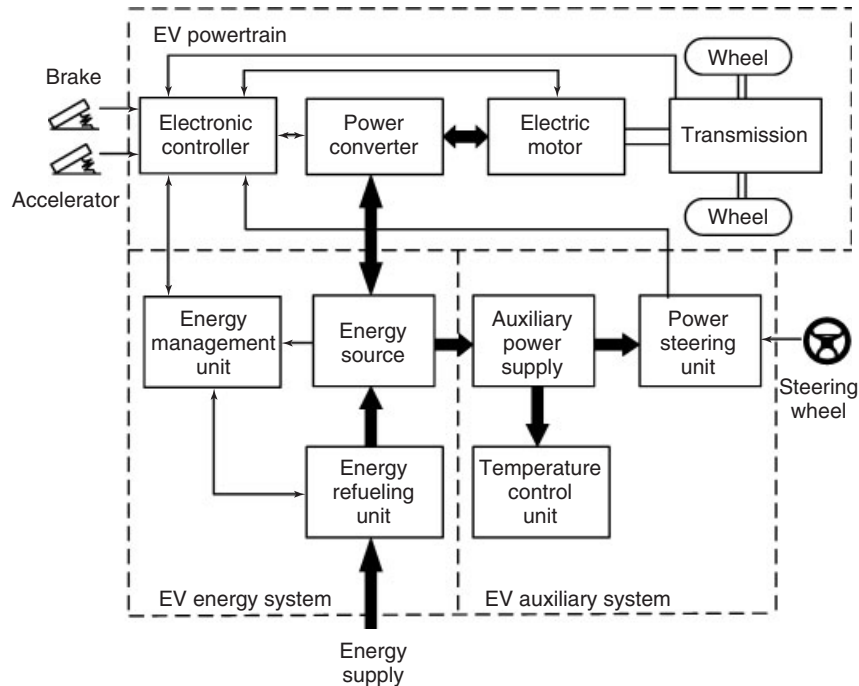 EV powertrain
Wheel
Brake
Electronic
controller
Power
converter
Electric
motor
Transmission
Accelerator
Wheel
Energy
management
unit
Energy
source
Auxiliary
power
supply
Power
steering
unit
Steering
wheel
Energy
refueling
unit
Temperature
control
unit
EV energy system
EV auxiliary system
Energy
supply